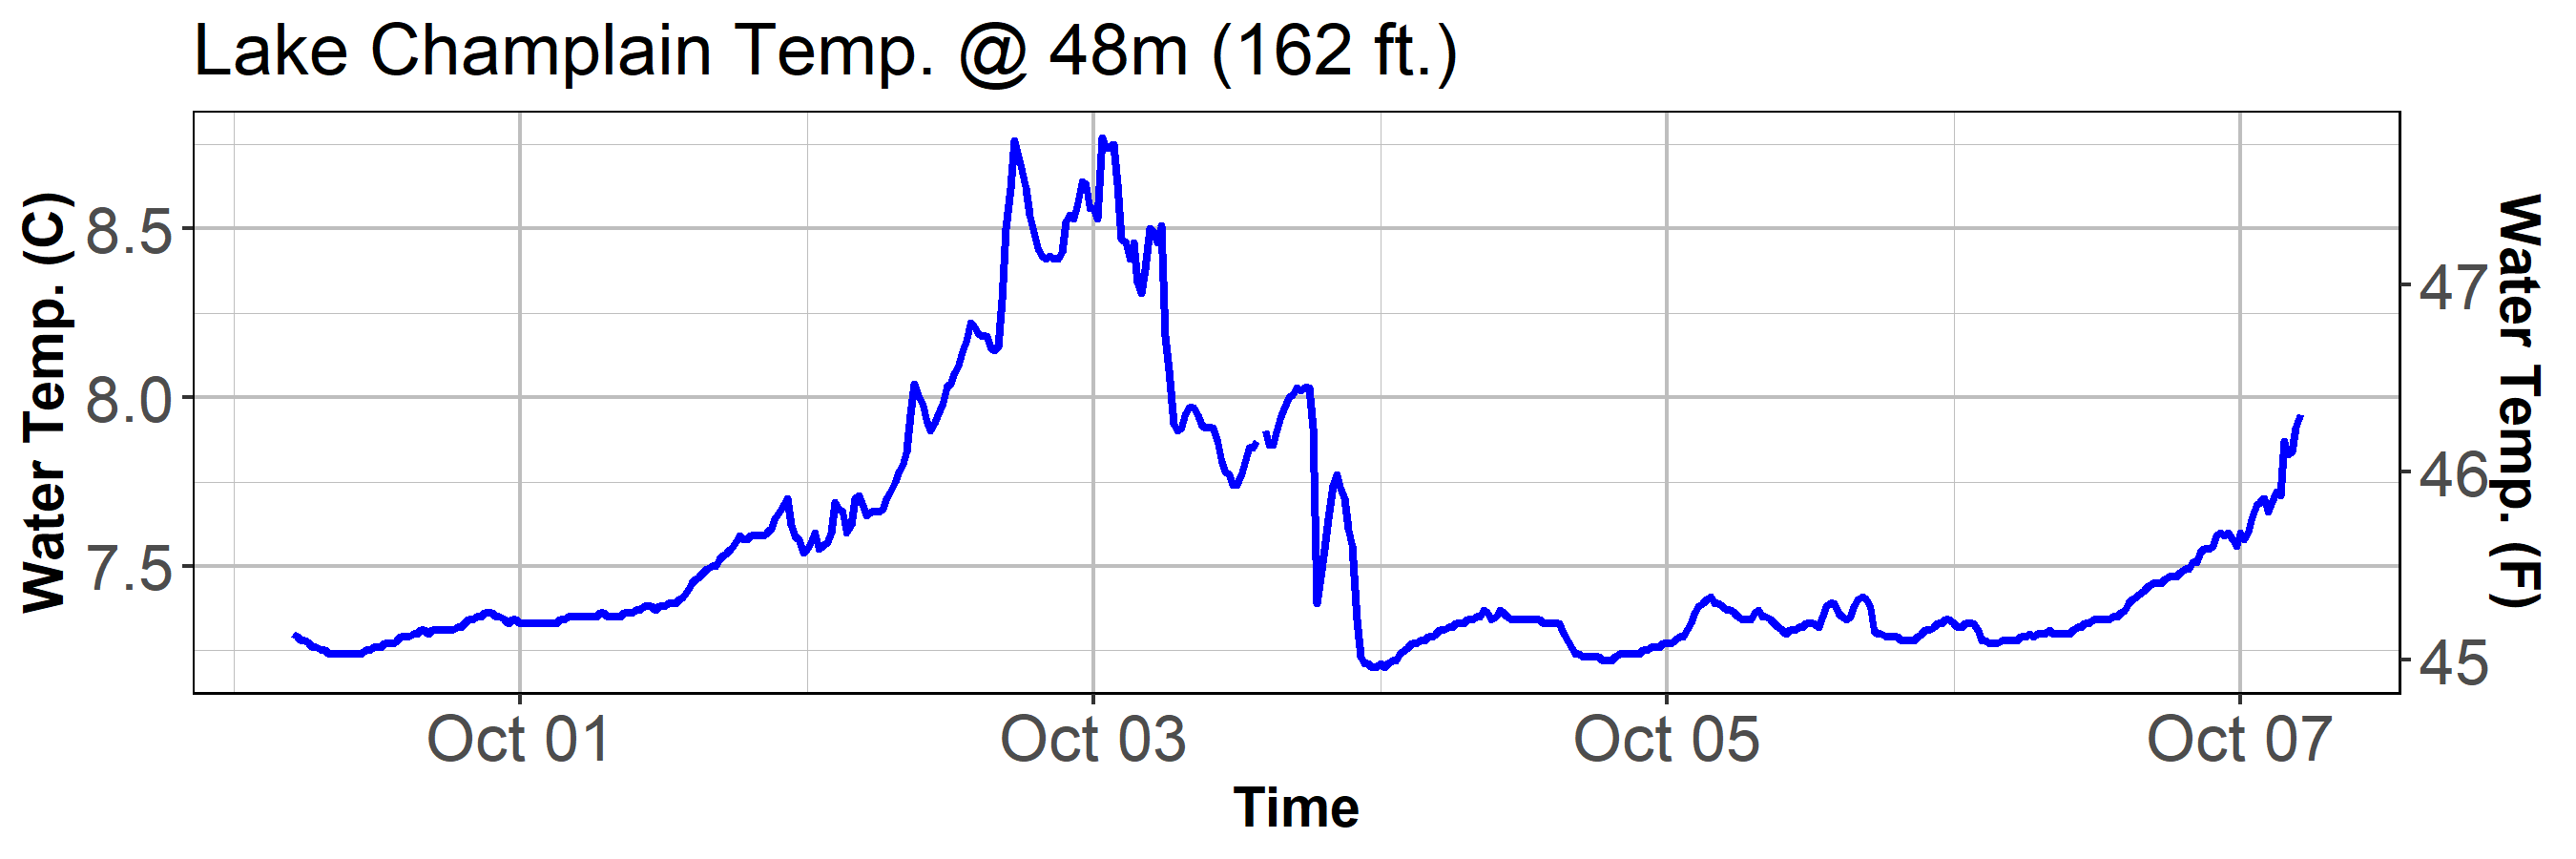 Lake Champlain Temp. @ 48m (162 ft.)
Water Temp. (C)
8.5
8.0
7.5
47
46
45
Water Temp. (F)
Oct 01
Oct 03
Oct 05
Oct 07
Time